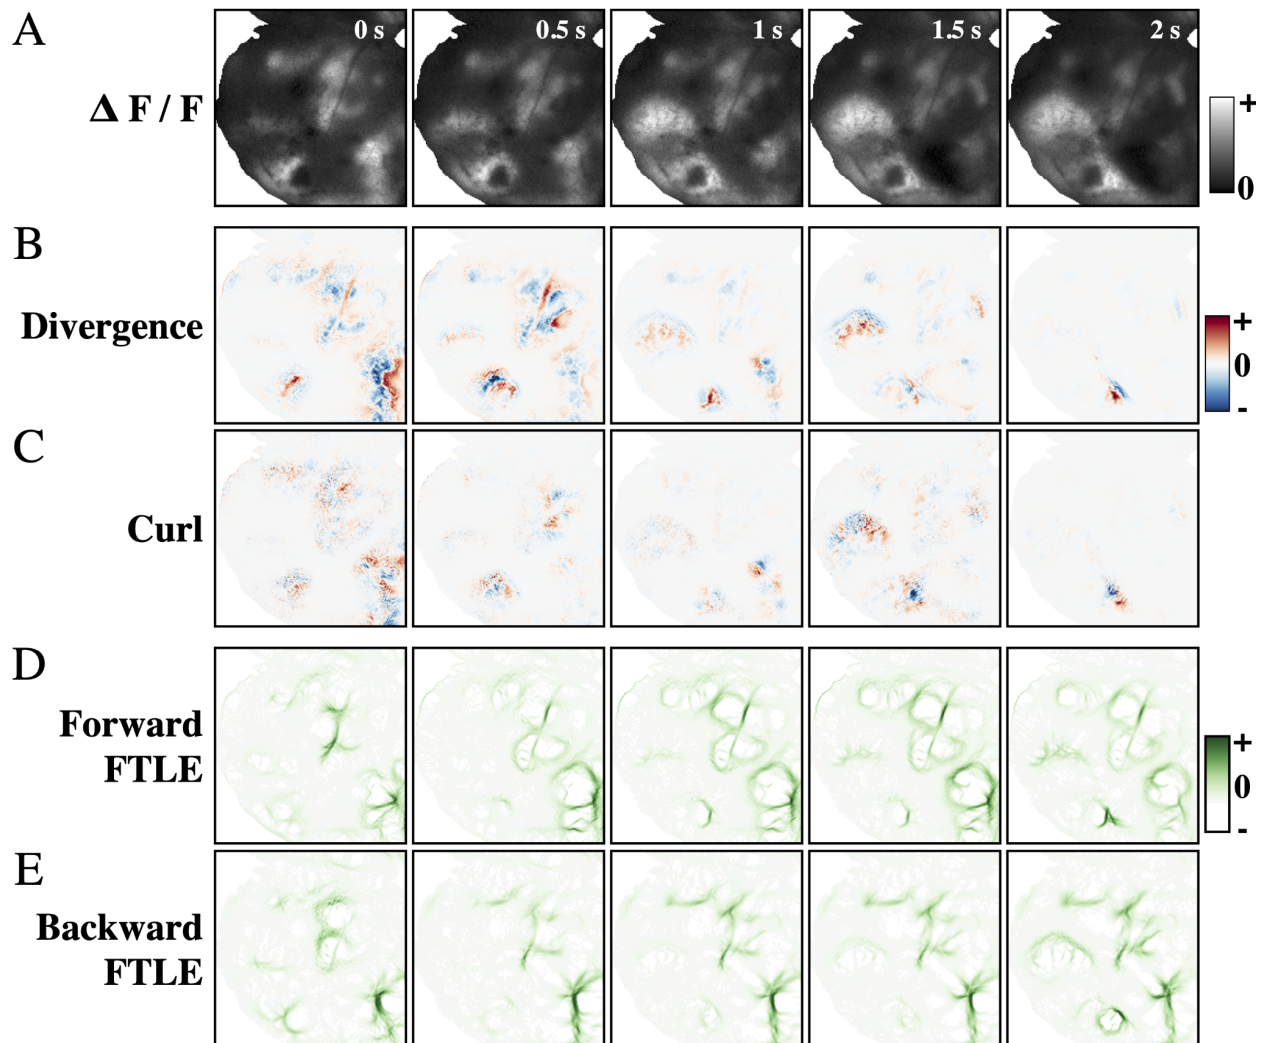 A
Δ F / F
0 s
0.5 s
1 s
1.5 s
2 s
+
0
B
Divergence
+
0
-
C
Curl
D
Forward
FTLE
+
0
-
E
Backward
FTLE